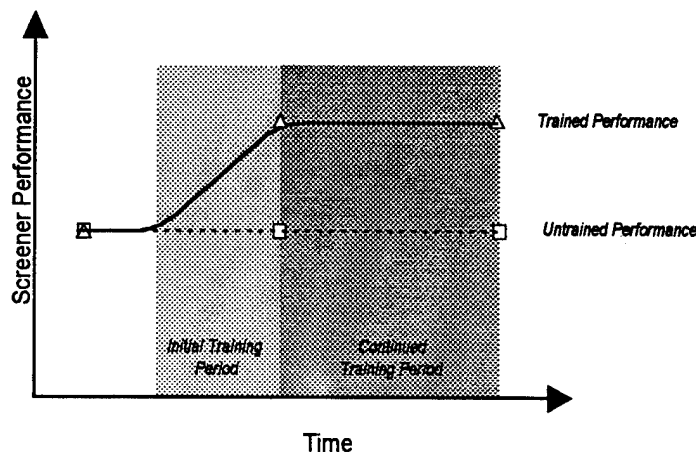 Screener Performance
Trained Performance
Untrained Performance
Initial Training
Period
Continued
Training Period
Time